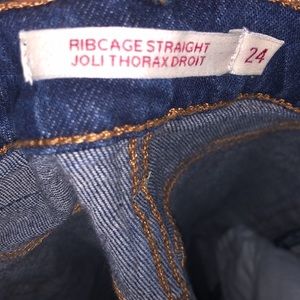 RIBCAGE STRAIGHT
JOLI THORAX DROIT
24